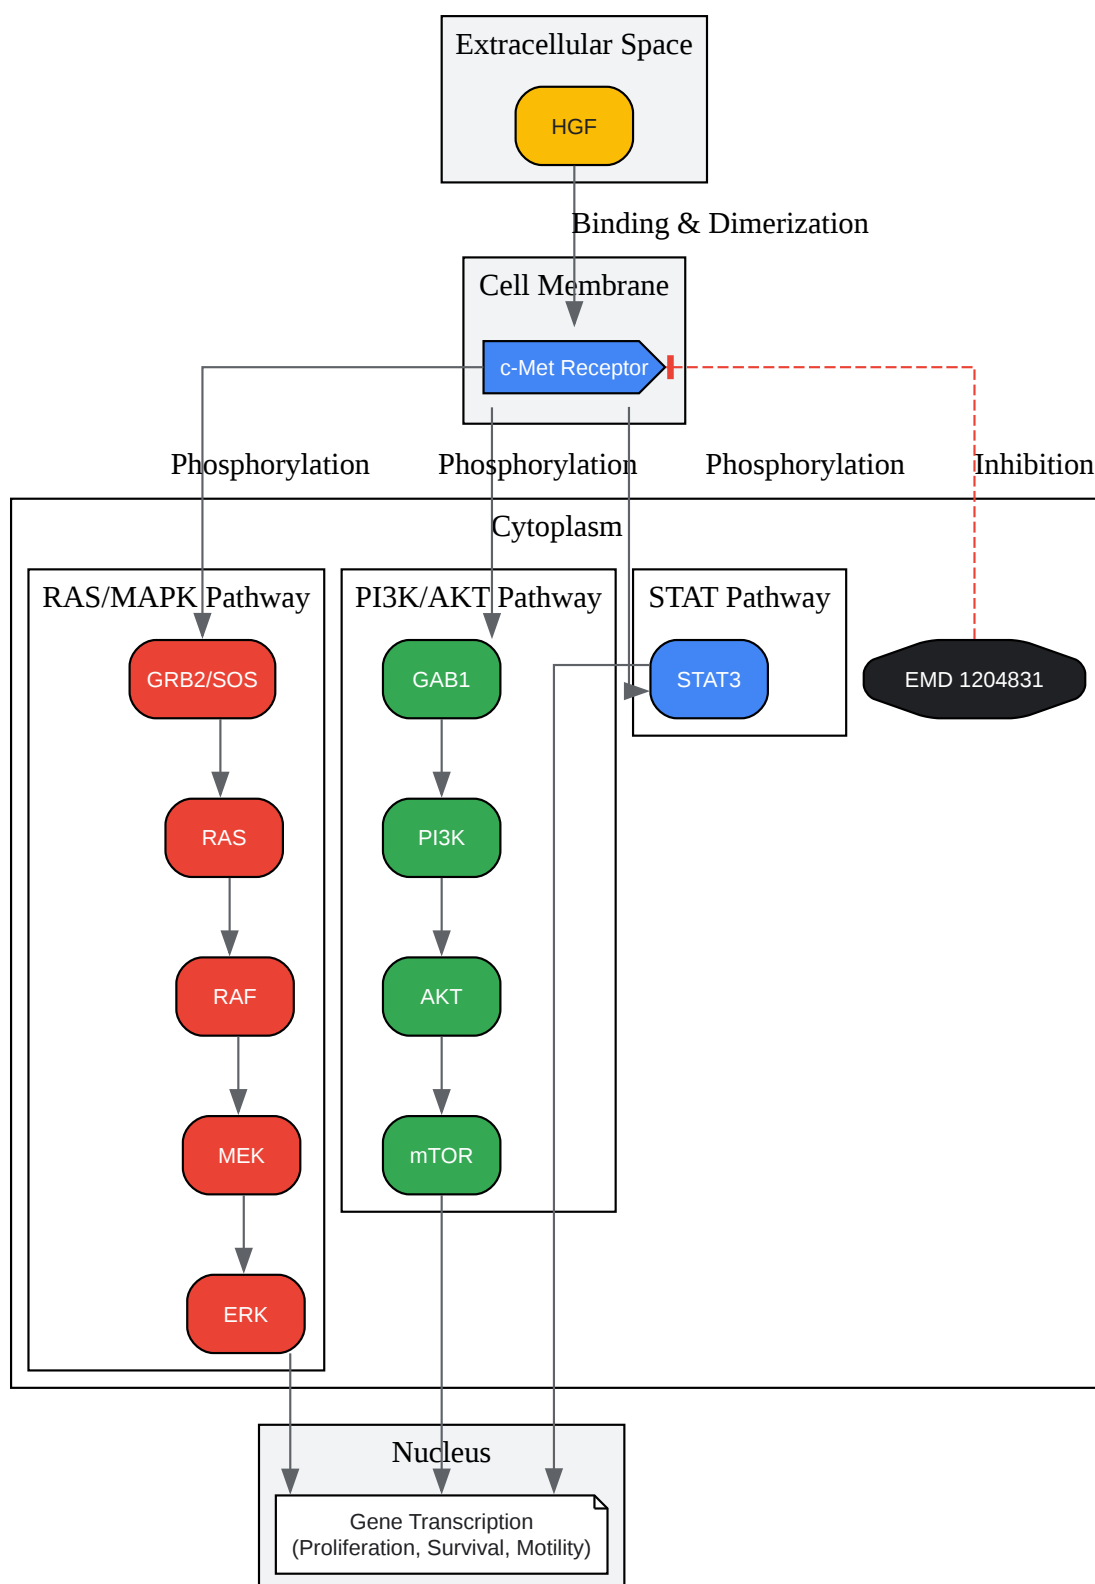 Extracellular Space
HGF
Binding & Dimerization
Cell Membrane
c-Met Receptor
Phosphorylation
Phosphorylation
Phosphorylation
Inhibition
Cytoplasm
RAS/MAPK Pathway
PI3K/AKT Pathway
STAT Pathway
GRB2/SOS
GAB1
STAT3
EMD 1204831
RAS
PI3K
RAF
AKT
MEK
mTOR
ERK
Nucleus
Gene Transcription
(Proliferation, Survival, Motility)